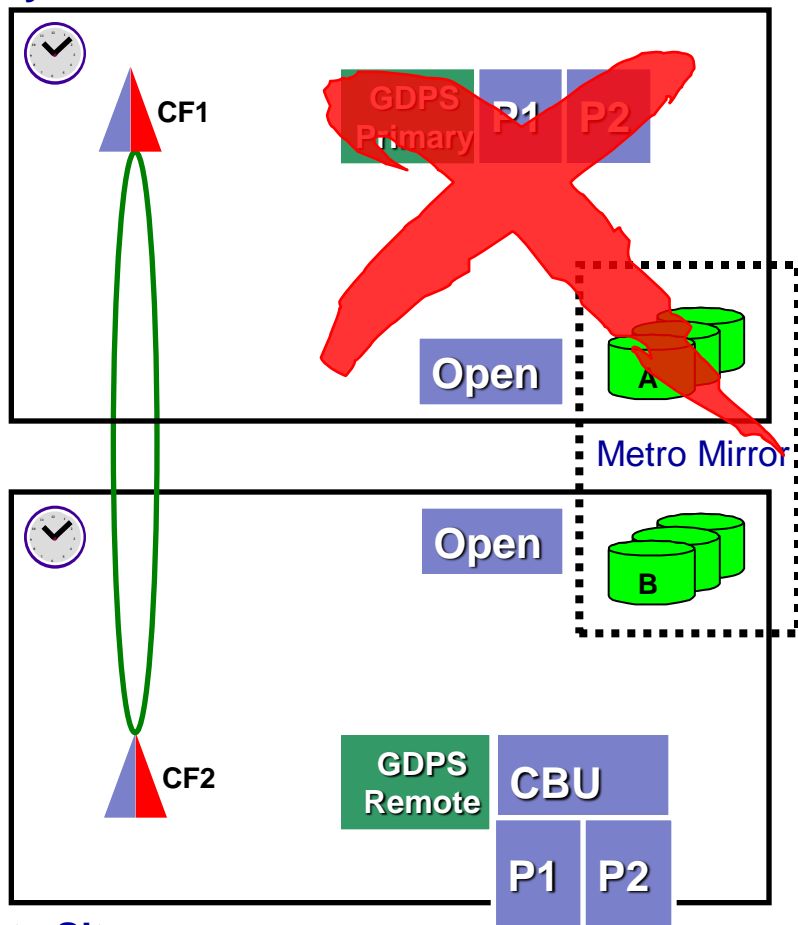 CF1
GDPS
Primary
P1
P2
Open
A
Metro Mirror
Open
B
CF2
GDPS
Remote
CBU
P1
P2